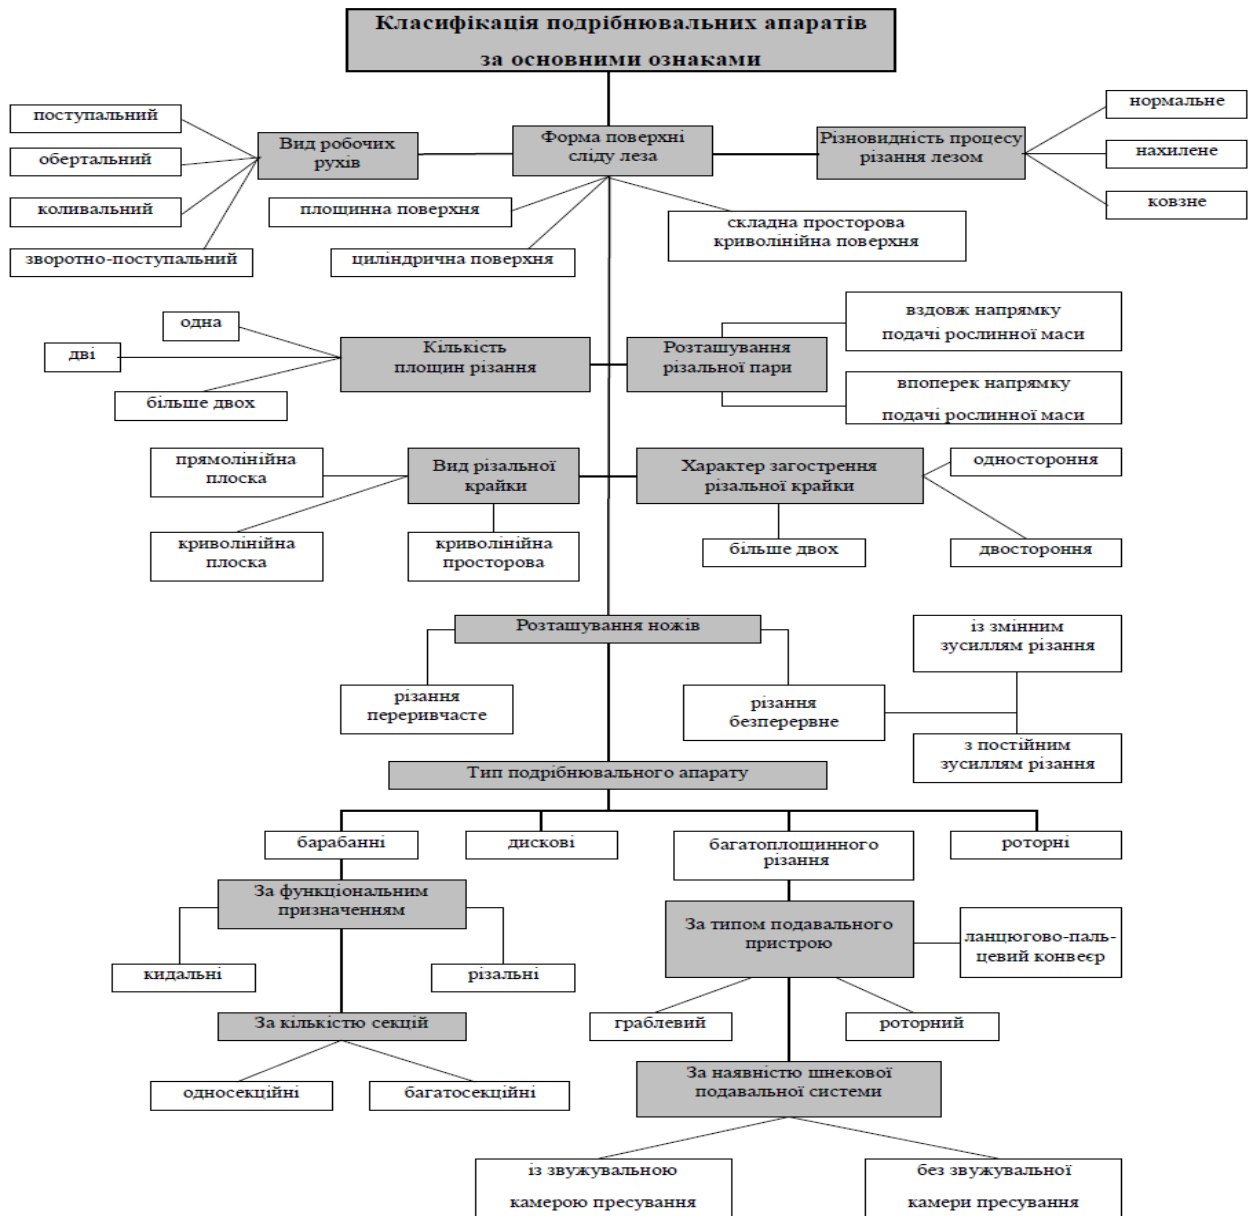 Класифікація подрібнювальних апаратів
за основними ознаками
поступальний
обертальний
коливальний
зворотно-поступальний
Вид робочих
рухів
Форма поверхні
сліду леза
Різновидність процесу
різання лезом
нормальне
нахилене
ковзне
площинна поверхня
циліндрична поверхня
складна просторова
криволінійна поверхня
одна
дві
більше двох
Кількість
площин різання
Розташування
різальної пари
вздовж напрямку
подачі рослинної маси
впоперек напрямку
подачі рослинної маси
прямолінійна
плоска
криволінійна
плоска
Вид різальної
крайки
криволінійна
просторова
Характер загострення
різальної крайки
більше двох
одностороння
двостороння
Розташування ножів
різання
переривчасте
різання
безперервне
із змінним
зусиллям різання
з постійним
зусиллям різання
Тип подрібнювального апарату
барабанні
дискові
багатоплощинного
різання
роторні
За функціональним
призначенням
кидальні
різальні
За кількістю секцій
односекційні
багатосекційні
За типом подавального
пристрою
ланцюгово-паль-
цевий конвеєр
граблевий
роторний
За наявністю шнекової
подавальної системи
із звужувальною
камерою пресування
без звужувальної
камери пресування